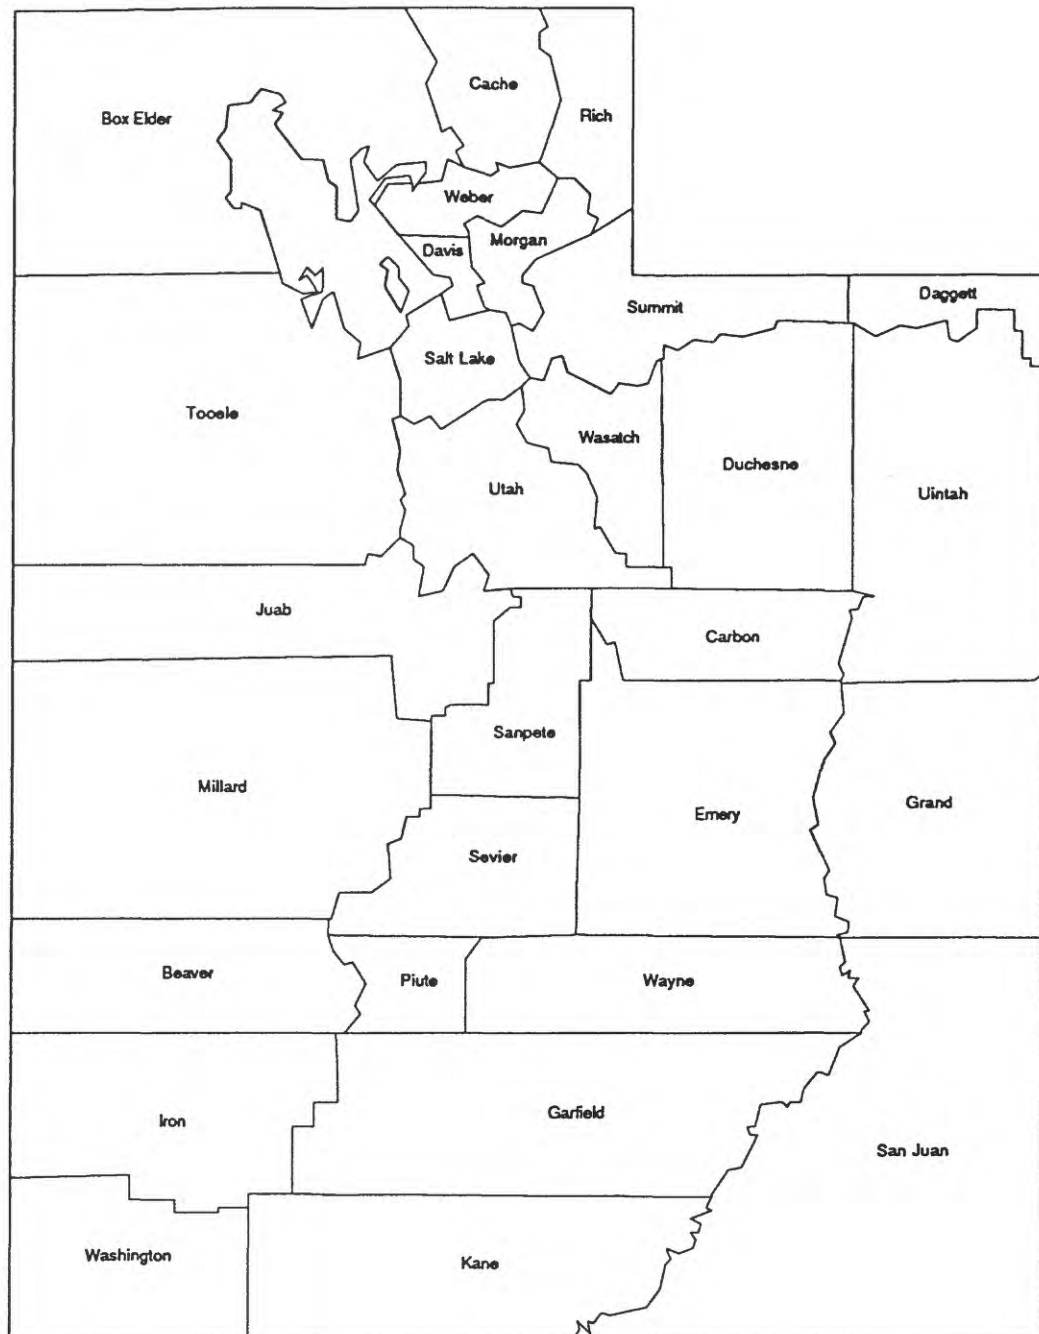 Cache
Rich
Box Elder
Weber
Morgan
Davis
Daggett
Summit
Salt Lake
Tooele
Wasatch
Duchesne
Utah
Uintah
Juab
Carbon
Sanpete
Millard
Grand
Emery
Sevier
Beaver
Piute
Wayne
Iron
Garfield
San Juan
Washington
Kane